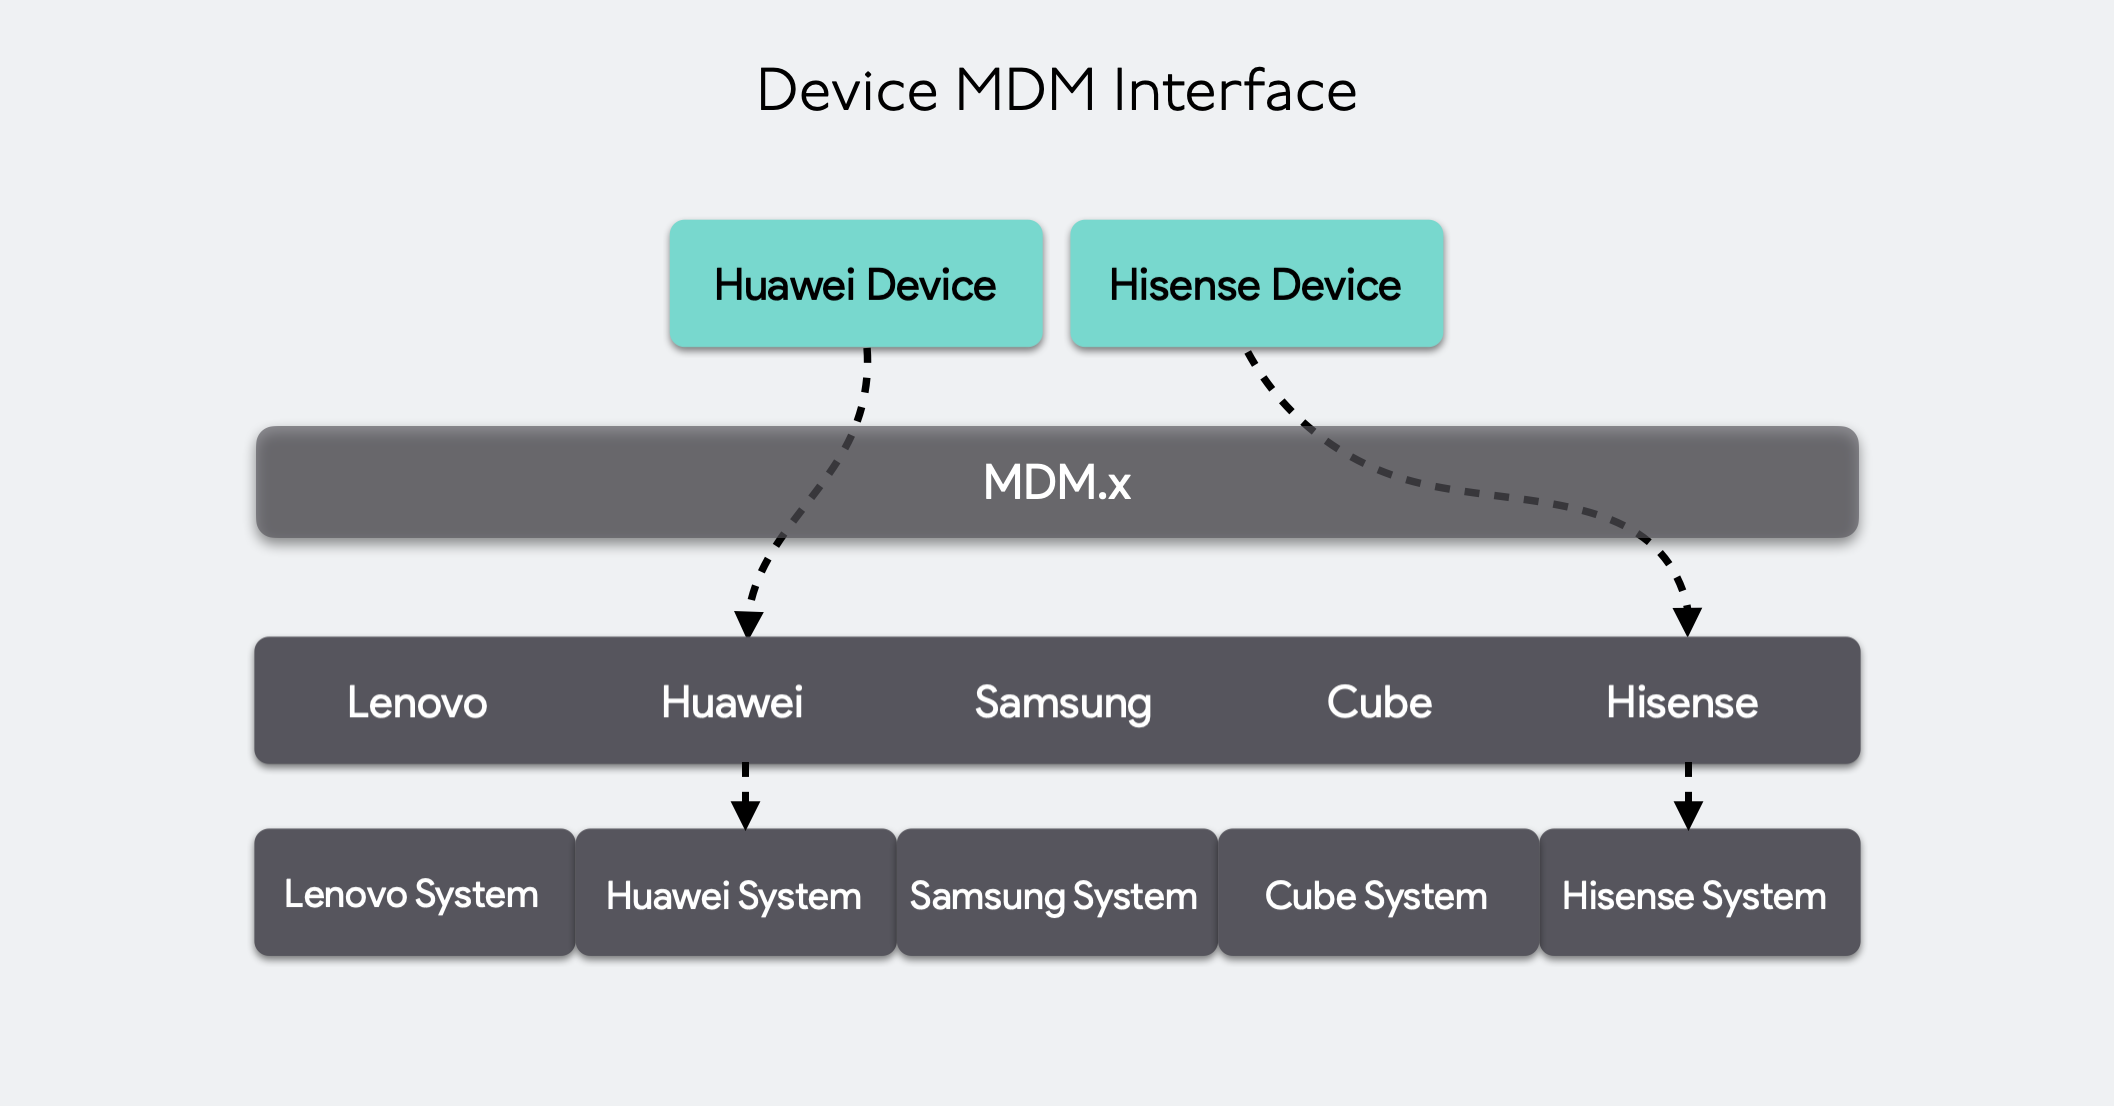 Device MDM Interface
Huawei Device
Hisense Device
MDM.x
Lenovo
Huawei
Samsung
Cube
Hisense
Lenovo System
Huawei System
Samsung System
Cube System
Hisense System